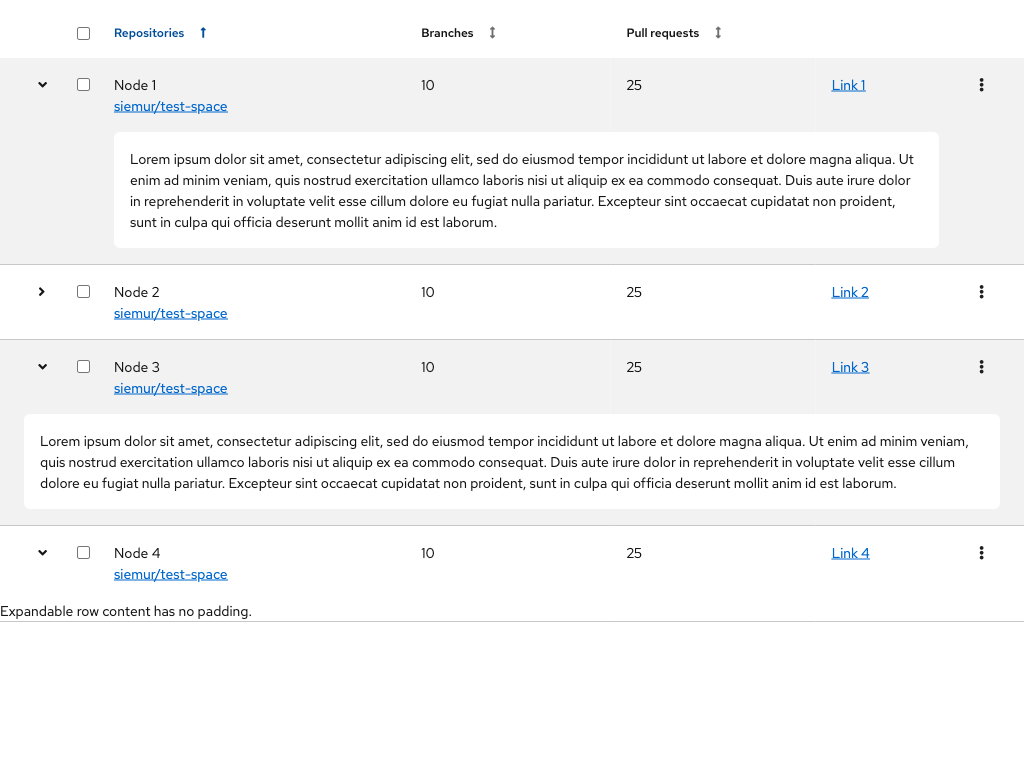 Repositories Branches Pull requests
Node 1 10 25 Link 1
siemur/test-space
Lorem ipsum dolor sit amet, consectetur adipiscing elit, sed do eiusmod tempor incididunt ut labore et dolore magna aliqua. Ut
enim ad minim veniam, quis nostrud exercitation ullamco laboris nisi ut aliquip ex ea commodo consequat. Duis aute irure dolor
in reprehenderit in voluptate velit esse cillum dolore eu fugiat nulla pariatur. Excepteur sint occaecat cupidatat non proident,
sunt in culpa qui officia deserunt mollit anim id est laborum.
Node 2 10 25 Link 2
siemur/test-space
Node 3 10 25 Link 3
siemur/test-space
Lorem ipsum dolor sit amet, consectetur adipiscing elit, sed do eiusmod tempor incididunt ut labore et dolore magna aliqua. Ut enim ad minim veniam,
quis nostrud exercitation ullamco laboris nisi ut aliquip ex ea commodo consequat. Duis aute irure dolor in reprehenderit in voluptate velit esse cillum
dolore eu fugiat nulla pariatur. Excepteur sint occaecat cupidatat non proident, sunt in culpa qui officia deserunt mollit anim id est laborum.
Node 4 10 25 Link 4
siemur/test-space
Expandable row content has no padding.